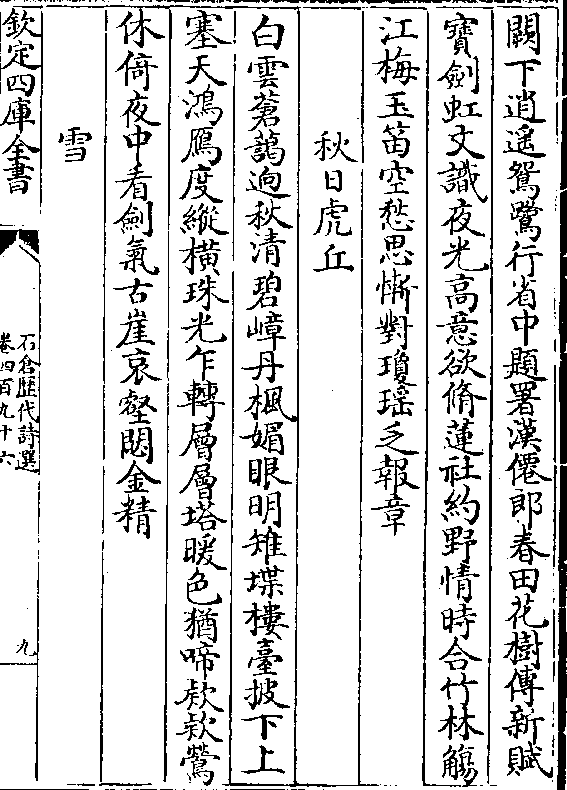 闕下逍遥鴛鷺行省中題署漢僊郎春田花樹傳新賦
寶劍虹文識夜光高意欲脩蓮社約野情時合竹林觴
江梅玉笛空愁思慚對瓊瑶乏報章
秋日虎丘
白雲蒼藹迥秋清碧嶂丹楓媚眼明雉堞樓臺披下上
塞天鴻鴈度縱横珠光乍轉層層塔暖色猶啼欵欵鶯
休倚夜中看劍氣古崖哀壑閟金精
雪
欽定四庫全書
石倉歴代詩選
卷四百九十六
九